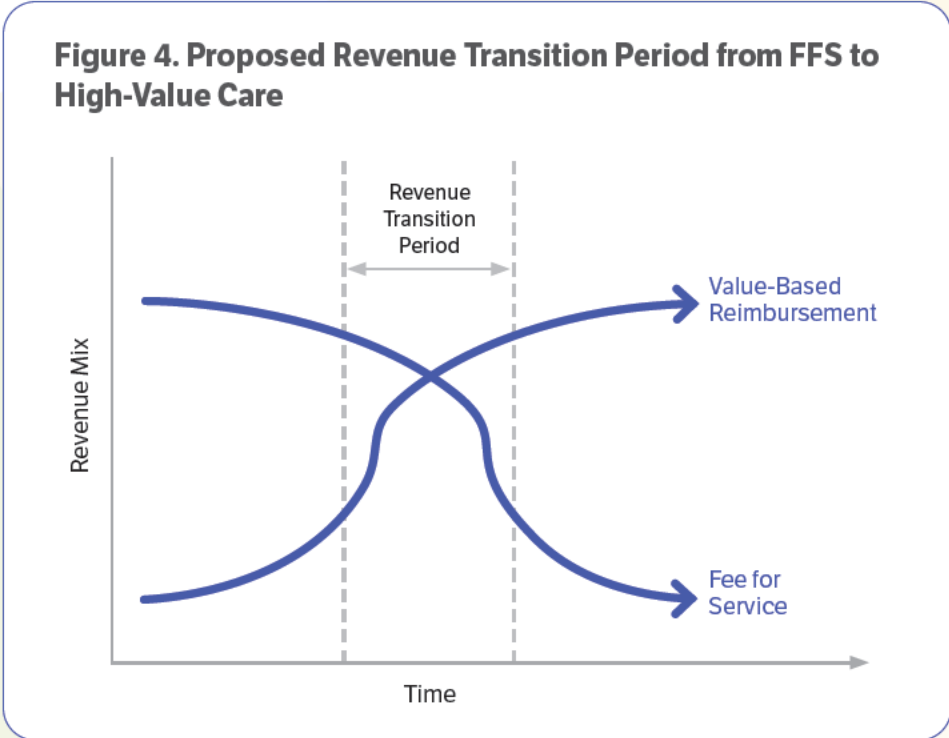 Figure 4. Proposed Revenue Transition Period from FFS to
High-Value Care
Revenue
Transition
Period
Value-Based
Reimbursement
Revenue Mix
Fee for
Service
Time